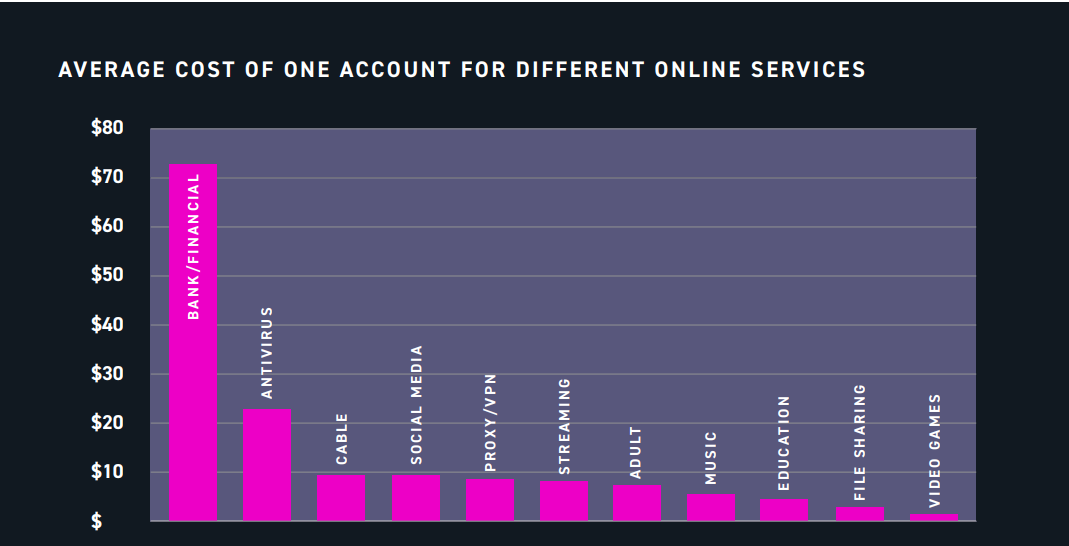 AVERAGE COST OF ONE ACCOUNT FOR DIFFERENT ONLINE SERVICES
$80
$70
$60
$50
$40
$30
$20
$10
$
BANK/FINANCIAL
ANTIVIRUS
CABLE
SOCIAL MEDIA
PROXY/VPN
STREAMING
ADULT
MUSIC
EDUCATION
FILE SHARING
VIDEO GAMES